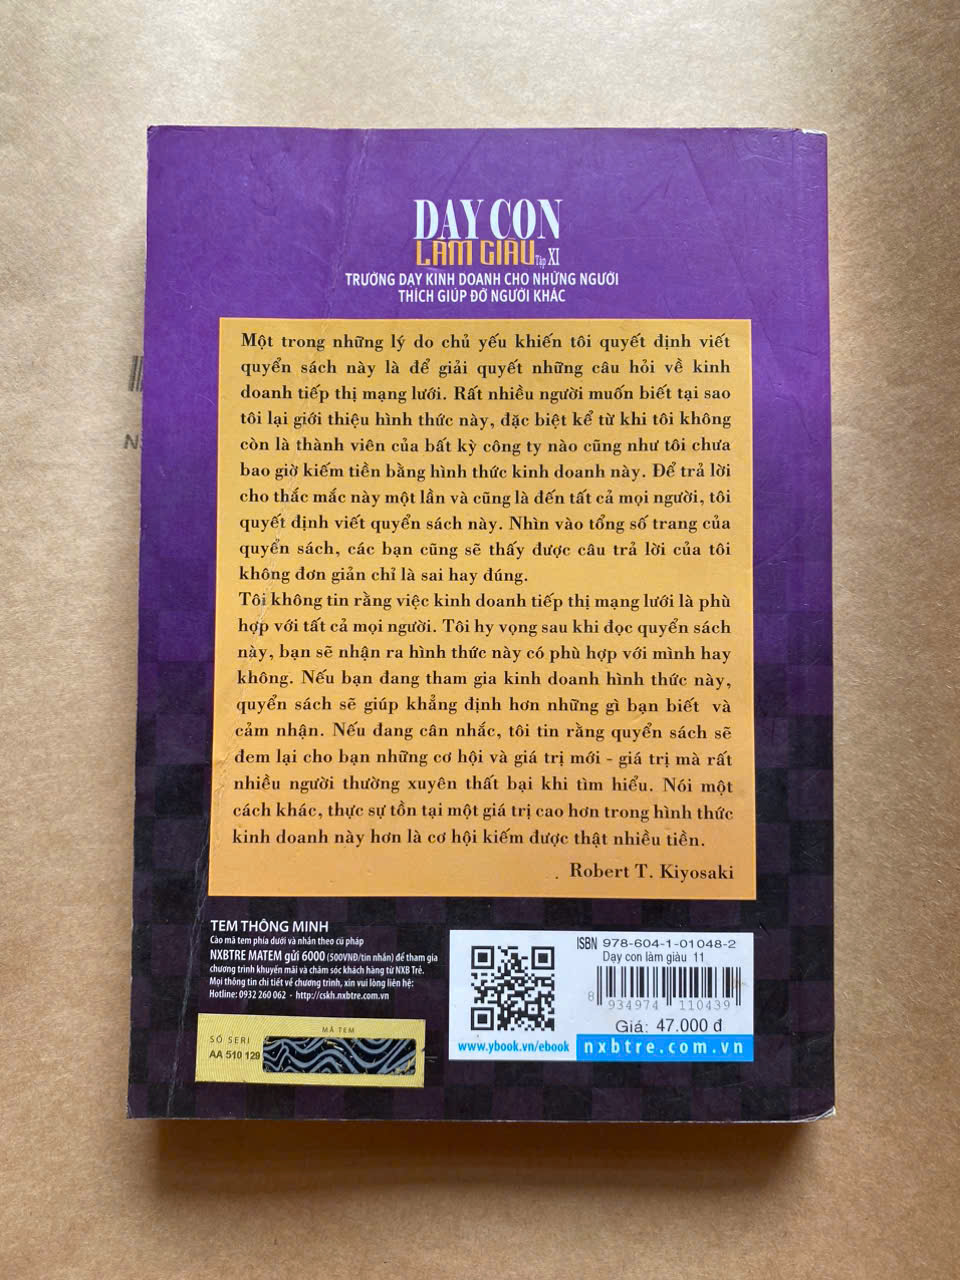 DẠY CON
LÀM GIÀU Tập XI
TRƯỜNG DẠY KINH DOANH CHO NHỮNG NGƯỜI
THÍCH GIÚP ĐỠ NGƯỜI KHÁC
Một trong những lý do chủ yếu khiến tôi quyết định viết
quyển sách này là để giải quyết những câu hỏi về kinh
doanh tiếp thị mạng lưới. Rất nhiều người muốn biết tại sao
tôi lại giới thiệu hình thức này, đặc biệt kể từ khi tôi không
còn là thành viên của bất kỳ công ty nào cũng như tôi chưa
bao giờ kiếm tiền bằng hình thức kinh doanh này. Để trả lời
cho thắc mắc này một lần và cũng là đến tất cả mọi người, tôi
quyết định viết quyển sách này. Nhìn vào tổng số trang của
quyển sách, các bạn cũng sẽ thấy được câu trả lời của tôi
không đơn giản chỉ là sai hay đúng.
Tôi không tin rằng việc kinh doanh tiếp thị mạng lưới là phù
hợp với tất cả mọi người. Tôi hy vọng sau khi đọc quyển sách
này, bạn sẽ nhận ra hình thức này có phù hợp với mình hay
không. Nếu bạn đang tham gia kinh doanh hình thức này,
quyển sách sẽ giúp khẳng định hơn những gì bạn biết và
cảm nhận. Nếu đang cân nhắc, tôi tin rằng quyển sách sẽ
đem lại cho bạn những cơ hội và giá trị mới - giá trị mà rất
nhiều người thường xuyên thất bại khi tìm hiểu. Nói một
cách khác, thực sự tồn tại một giá trị cao hơn trong hình thức
kinh doanh này hơn là cơ hội kiếm được thật nhiều tiền.
Robert T. Kiyosaki
TEM THÔNG MINH
Cào mã tem phía dưới và nhắn theo cú pháp
NXBTRE MATEM gửi 6000 (500VNĐ/tin nhắn) để tham gia
chương trình khuyến mãi và chăm sóc khách hàng từ NXB Trẻ.
Mọi thông tin chi tiết về chương trình, xin vui lòng liên hệ:
Hotline: 0932 260 062 - http://cskh.nxbtre.com.vn
MÃ TEM
SỐ SERI
AA 510 129
www.ybook.vn/ebook
ISBN 978-604-1-01048-2
Dạy con làm giàu 11
8 934974 110439
Giá: 47.000 đ
nxbtre.com.vn